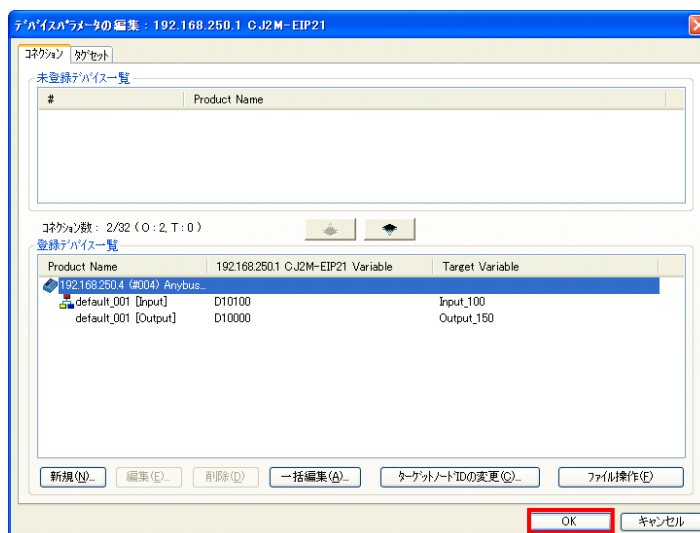 デバイスパラメータの編集 : 192.168.250.1 CJ2M-EIP21
コネクション タグセット
未登録デバイス一覧
# Product Name
コネクション数 : 2/32 ( O : 2, T : 0 )
登録デバイス一覧
Product Name 192.168.250.1 CJ2M-EIP21 Variable Target Variable
192.168.250.4 (#004) Anybus...
default_001 [Input] D10100 Input_100
default_001 [Output] D10000 Output_150
新規(N)... 編集(E)... 削除(D) 一括編集(A)... ターゲットノードIDの変更(C)... ファイル操作(F)
OK キャンセル